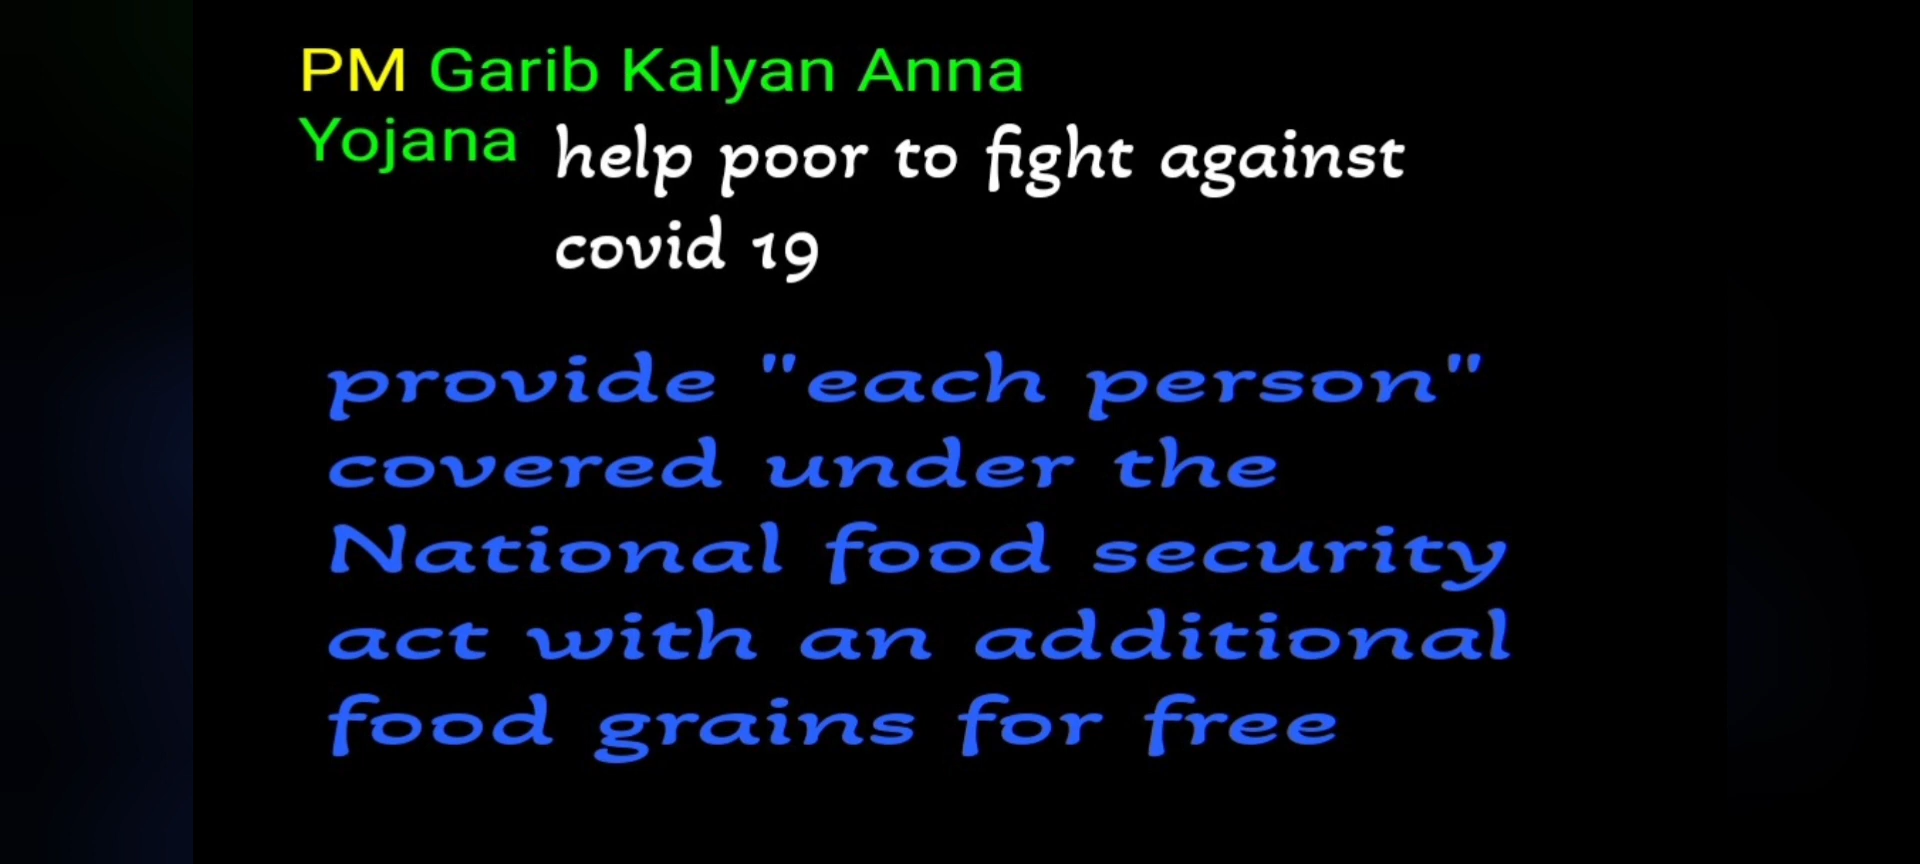 PM Garib Kalyan Anna
Yojana help poor to fight against
covid 19
provide "each person"
covered under the
National food security
act with an additional
food grains for free